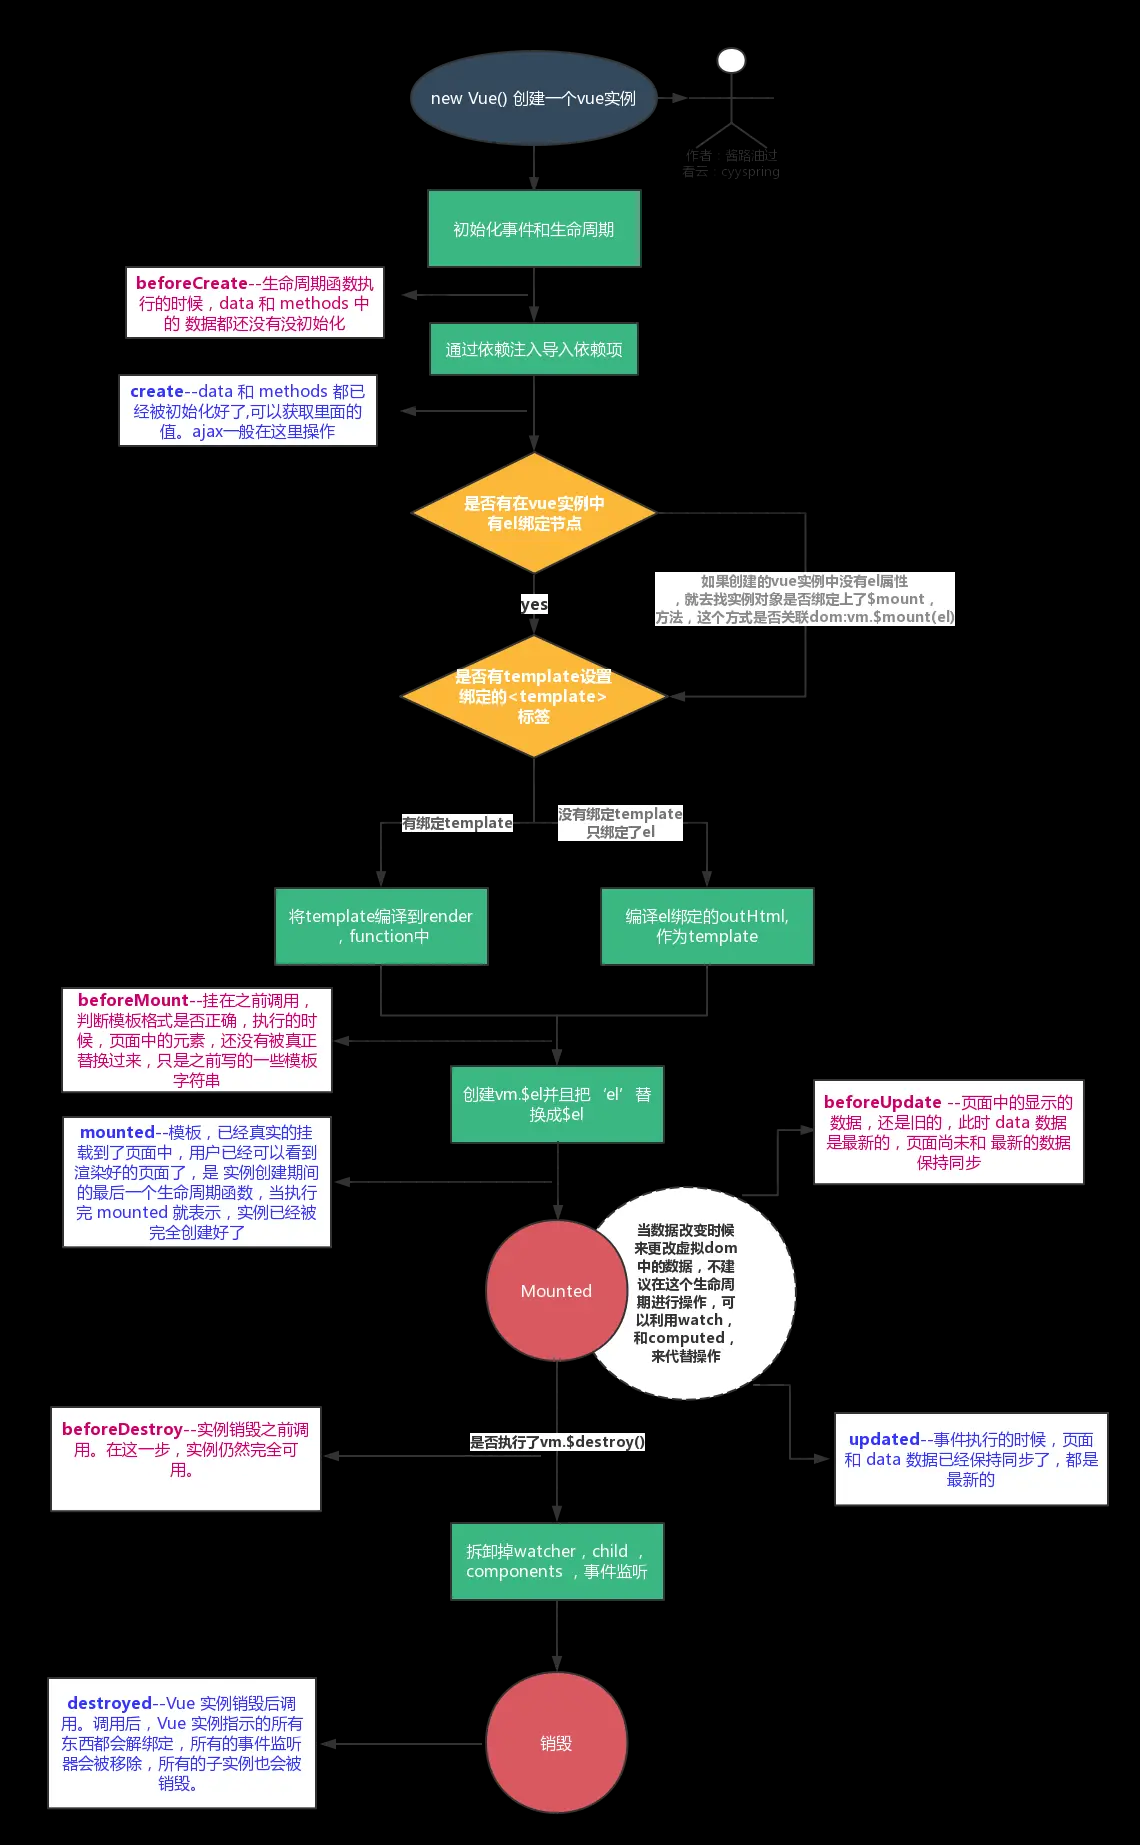 new Vue() 创建一个vue实例
作者：酱路油过
看云：cyyspring
初始化事件和生命周期
beforeCreate--生命周期函数执
行的时候，data 和 methods 中
的 数据都还没有没初始化
通过依赖注入导入依赖项
create--data 和 methods 都已
经被初始化好了,可以获取里面的
值。ajax一般在这里操作
是否有在vue实例中
有el绑定节点
如果创建的vue实例中没有el属性
，就去找实例对象是否绑定上了$mount，
方法，这个方式是否关联dom:vm.$mount(el)
yes
是否有template设置
绑定的<template>
标签
有绑定template
没有绑定template
只绑定了el
将template编译到render
，function中
编译el绑定的outHtml,
作为template
beforeMount--挂在之前调用，
判断模板格式是否正确，执行的时
候，页面中的元素，还没有被真正
替换过来，只是之前写的一些模板
字符串
创建vm.$el并且把‘el’替
换成$el
beforeUpdate --页面中的显示的
数据，还是旧的，此时 data 数据
是最新的，页面尚未和 最新的数据
保持同步
mounted--模板，已经真实的挂
载到了页面中，用户已经可以看到
渲染好的页面了，是 实例创建期间
的最后一个生命周期函数，当执行
完 mounted 就表示，实例已经被
完全创建好了
Mounted
当数据改变时候
来更改虚拟dom
中的数据，不建
议在这个生命周
期进行操作，可
以利用watch，
和computed，
来代替操作
beforeDestroy--实例销毁之前调
用。在这一步，实例仍然完全可
用。
是否执行了vm.$destroy()
updated--事件执行的时候，页面
和 data 数据已经保持同步了，都是
最新的
拆卸掉watcher，child ，
components ，事件监听
destroyed--Vue 实例销毁后调
用。调用后，Vue 实例指示的所有
东西都会解绑定，所有的事件监听
器会被移除，所有的子实例也会被
销毁。
销毁